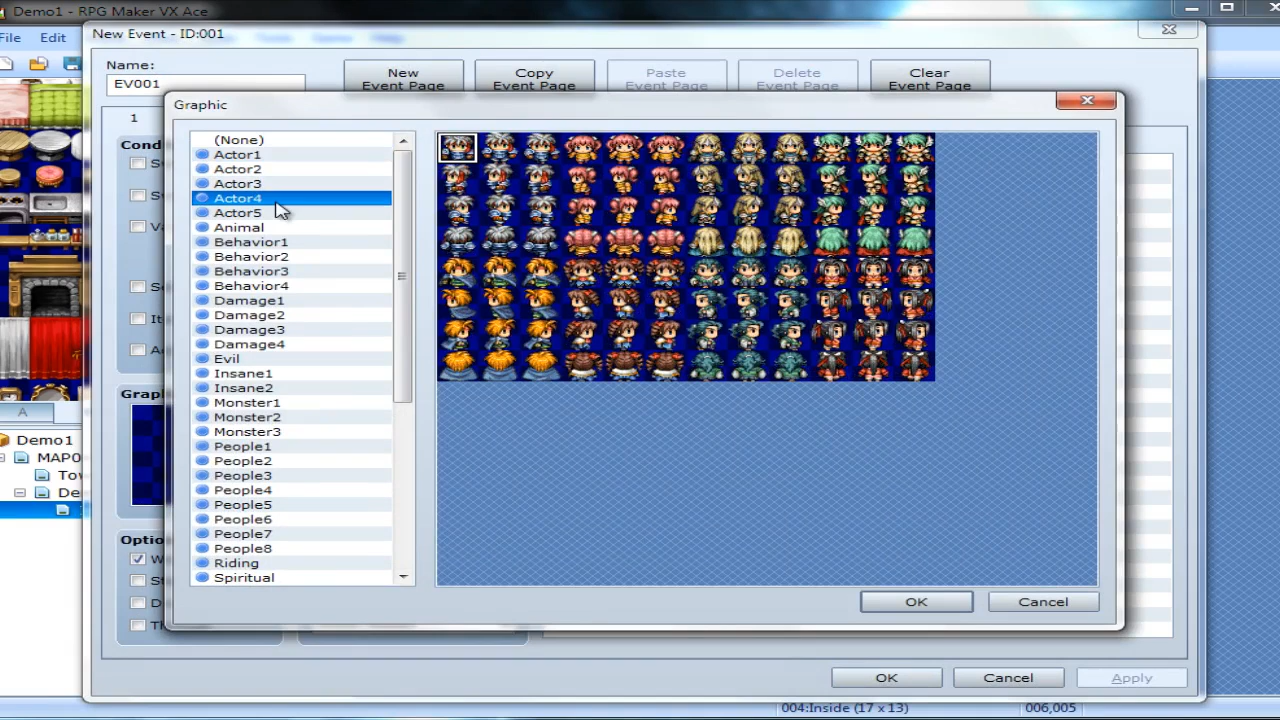 Demo1 - RPG Maker VX Ace
File Edit
New Event - ID:001
Name:
EV001
New
Event Page
Copy
Event Page
Paste
Event Page
Delete
Event Page
Clear
Event Page
Graphic
1
Cond
(None)
Actor1
Actor2
Actor3
Actor4
Actor5
Animal
Behavior1
Behavior2
Behavior3
Behavior4
Damage1
Damage2
Damage3
Damage4
Evil
Insane1
Insane2
Monster1
Monster2
Monster3
People1
People2
People3
People4
People5
People6
People7
People8
Riding
Spiritual
OK
Cancel
Graph
A
Demo1
MAP0
Tow
De
Optio
OK
Cancel
Apply
004:Inside (17 x 13)
006,005